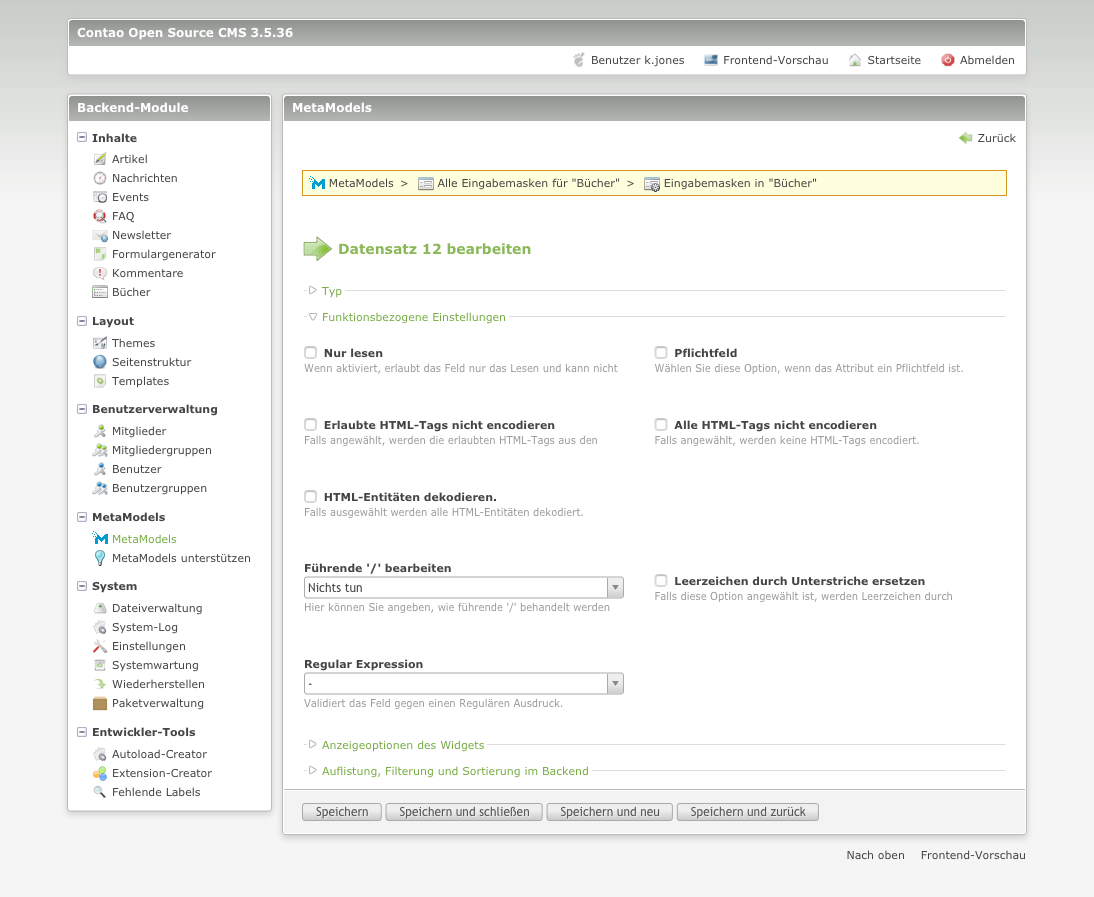 Contao Open Source CMS 3.5.36
Benutzer k.jones Frontend-Vorschau Startseite Abmelden
Backend-Module
Inhalte
Artikel
Nachrichten
Events
FAQ
Newsletter
Formulargenerator
Kommentare
Bücher
Layout
Themes
Seitenstruktur
Templates
Benutzerverwaltung
Mitglieder
Mitgliedergruppen
Benutzer
Benutzergruppen
MetaModels
MetaModels
MetaModels unterstützen
System
Dateiverwaltung
System-Log
Einstellungen
Systemwartung
Wiederherstellen
Paketverwaltung
Entwickler-Tools
Autoload-Creator
Extension-Creator
Fehlende Labels
MetaModels
Zurück
MetaModels > Alle Eingabemasken für "Bücher" > Eingabemasken in "Bücher"
Datensatz 12 bearbeiten
Typ
Funktionsbezogene Einstellungen
Nur lesen
Wenn aktiviert, erlaubt das Feld nur das Lesen und kann nicht
Pflichtfeld
Wählen Sie diese Option, wenn das Attribut ein Pflichtfeld ist.
Erlaubte HTML-Tags nicht encodieren
Falls angewählt, werden die erlaubten HTML-Tags aus den
Alle HTML-Tags nicht encodieren
Falls angewählt, werden keine HTML-Tags encodiert.
HTML-Entitäten dekodieren.
Falls ausgewählt werden alle HTML-Entitäten dekodiert.
Führende '/' bearbeiten
Nichts tun
Hier können Sie angeben, wie führende '/' behandelt werden
Leerzeichen durch Unterstriche ersetzen
Falls diese Option angewählt ist, werden Leerzeichen durch
Regular Expression
-
Validiert das Feld gegen einen Regulären Ausdruck.
Anzeigeoptionen des Widgets
Auflistung, Filterung und Sortierung im Backend
Speichern Speichern und schließen Speichern und neu Speichern und zurück
Nach oben Frontend-Vorschau